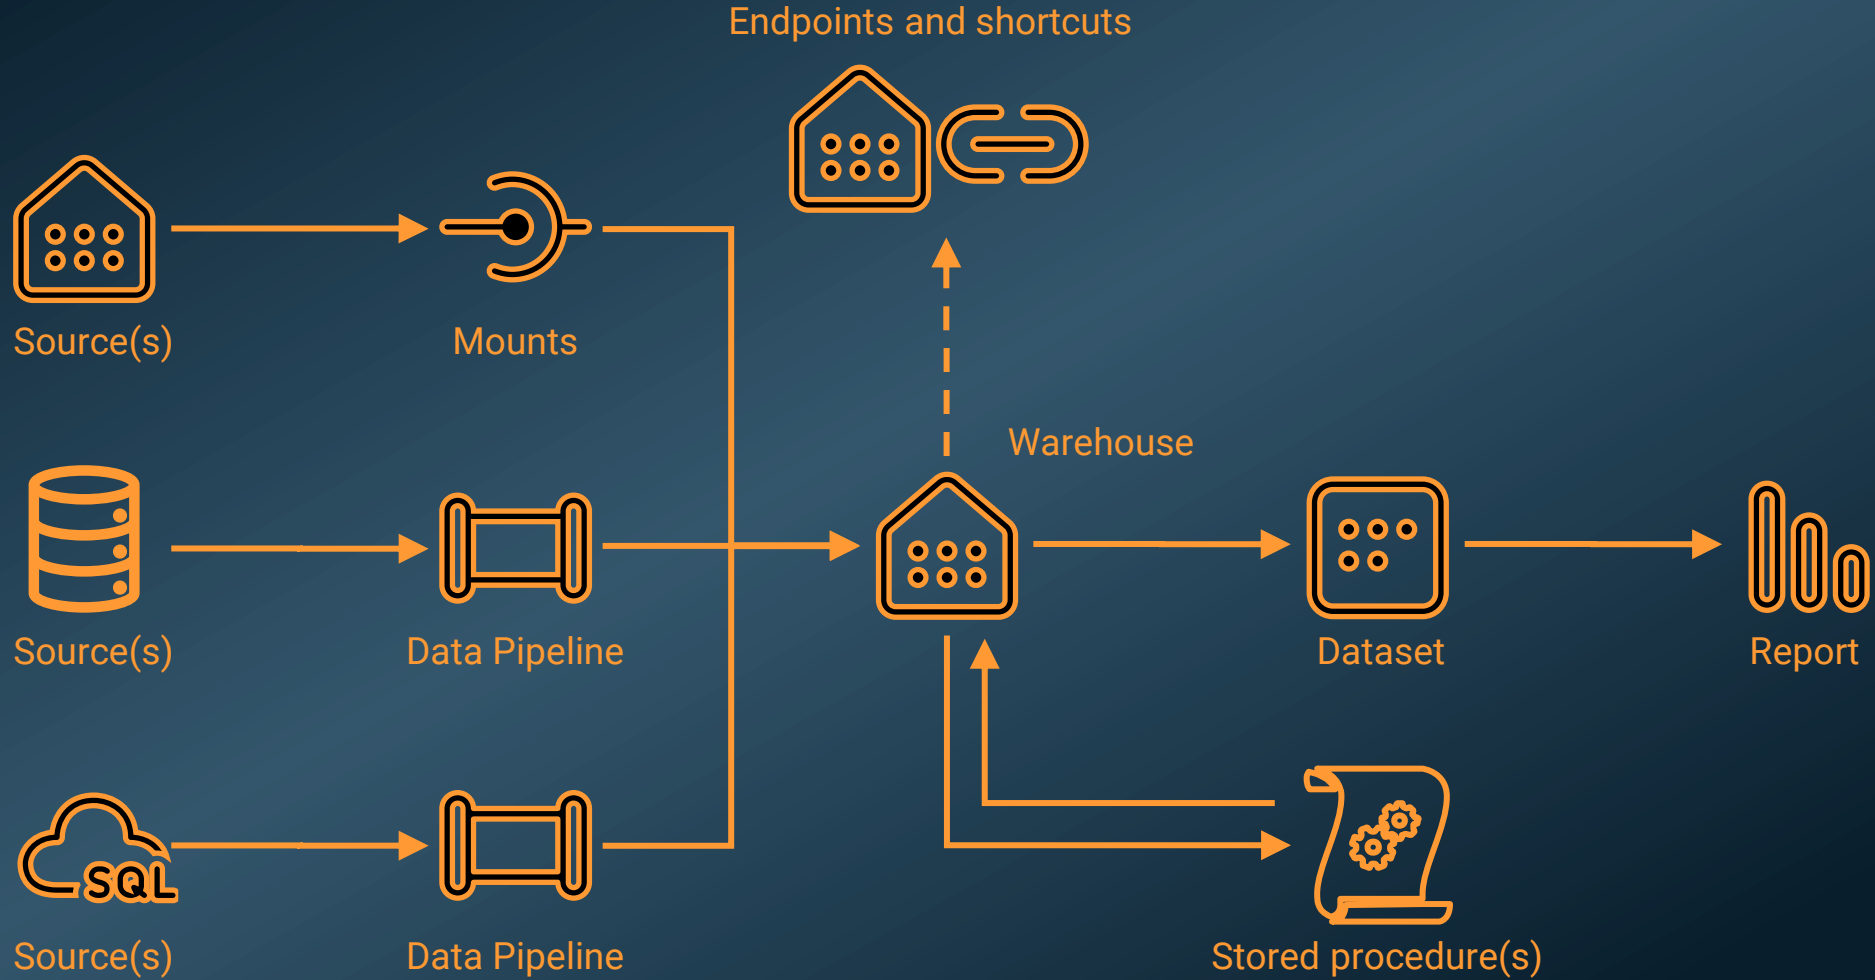 Endpoints and shortcuts
Source(s)
Mounts
Warehouse
Source(s)
Data Pipeline
Dataset
Report
SQL
Source(s)
Data Pipeline
Stored procedure(s)